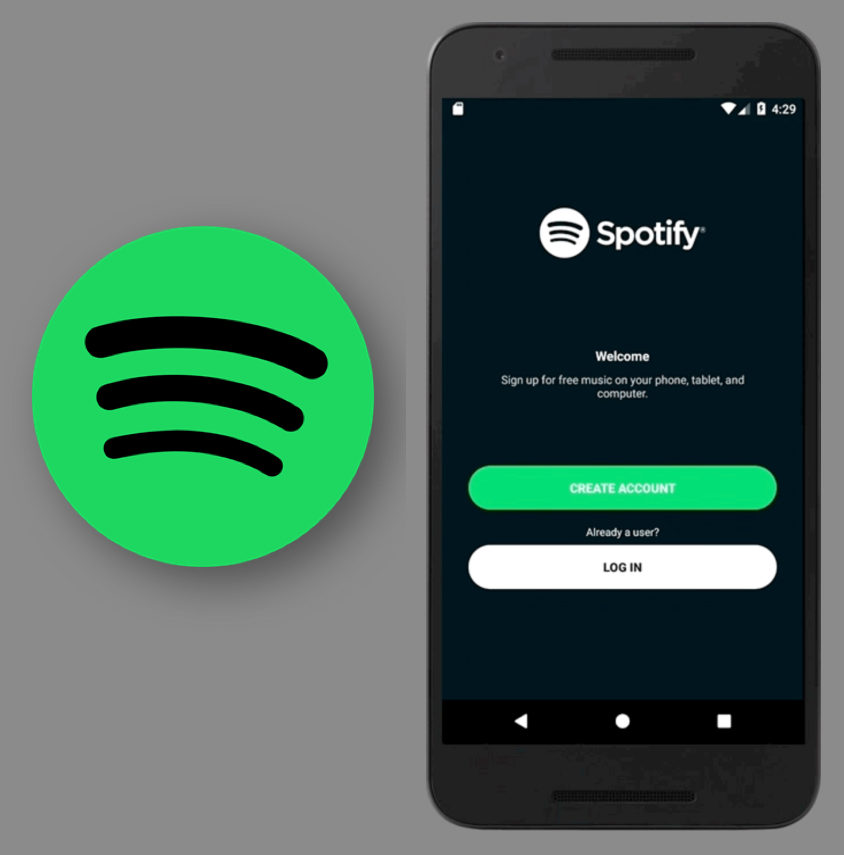 4:29
Spotify®
Welcome
Sign up for free music on your phone, tablet, and
computer.
CREATE ACCOUNT
Already a user?
LOG IN